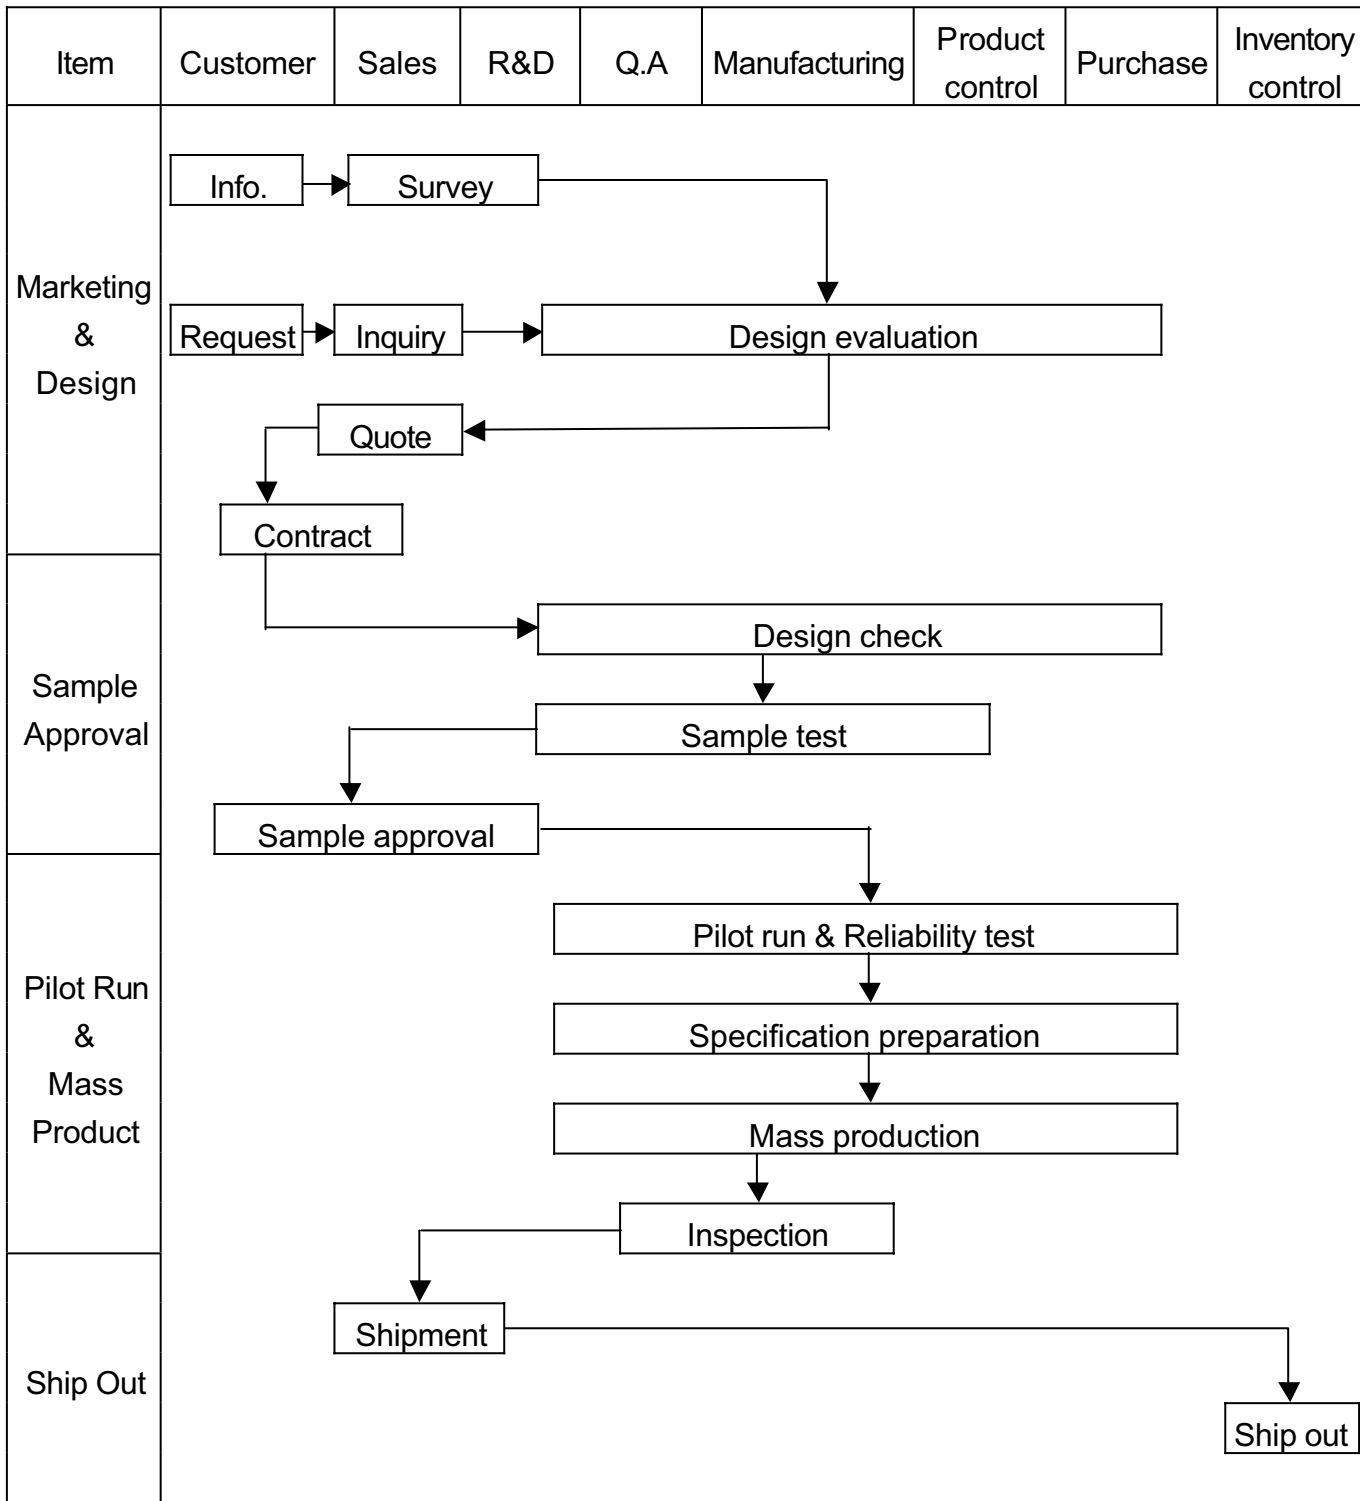 Item
Customer
Sales
R&D
Q.A
Manufacturing
Product
control
Purchase
Inventory
control
Marketing
&
Design
Info.
Survey
Request
Inquiry
Design evaluation
Quote
Contract
Sample
Approval
Design check
Sample test
Sample approval
Pilot Run
&
Mass
Product
Pilot run & Reliability test
Specification preparation
Mass production
Inspection
Ship Out
Shipment
Ship out